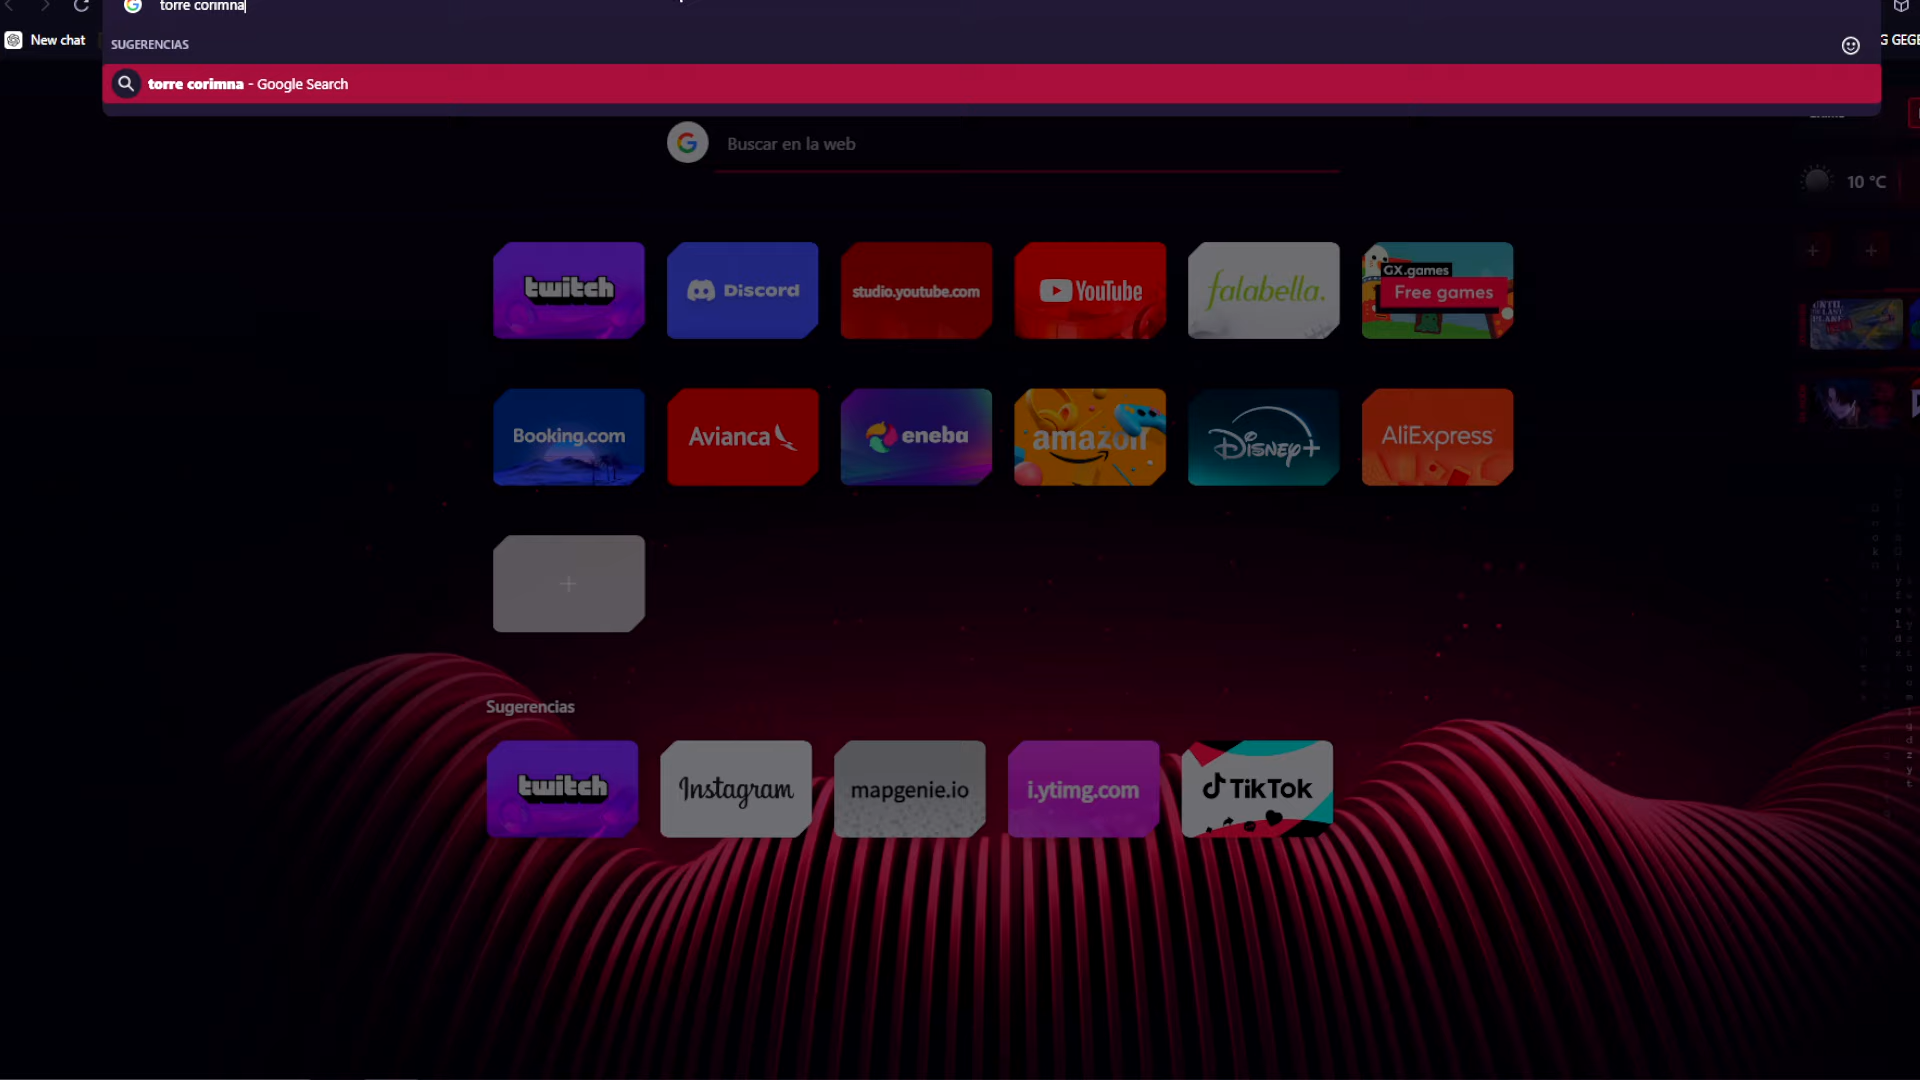 torre corimna
New chat
SUGERENCIAS
G GEGE
torre corimna - Google Search
Buscar en la web
10 °C
twitch
Discord
studio.youtube.com
YouTube
falabella.
GX.games
Free games
Booking.com
Avianca
eneba
amazon
Disney+
AliExpress
Sugerencias
twitch
Instagram
mapgenie.io
i.ytimg.com
TikTok